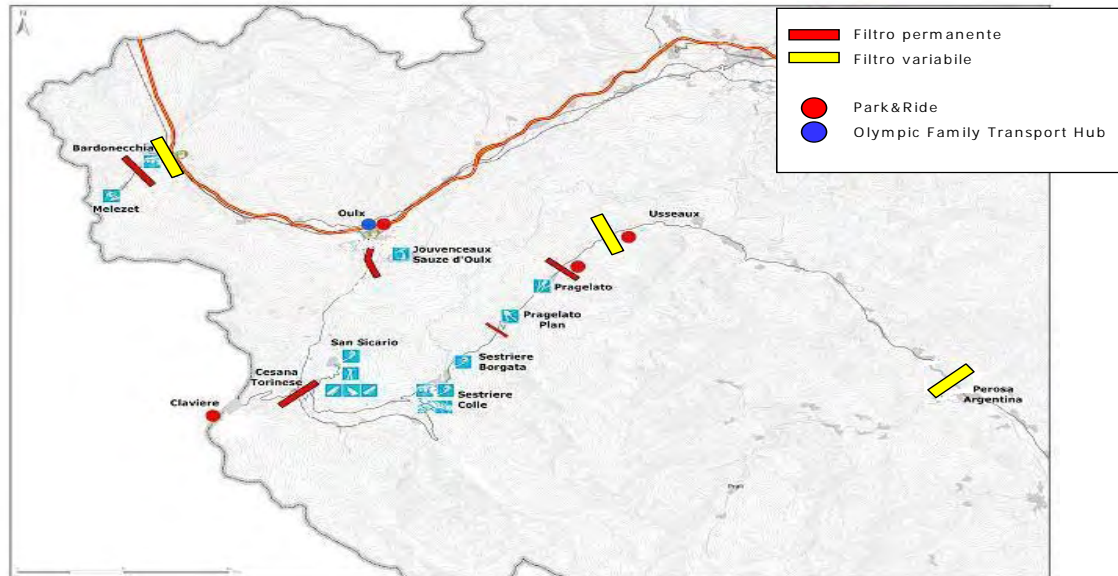 N
Filtro permanente
Filtro variabile
Park&Ride
Olympic Family Transport Hub
Bardonecchia
Melezet
Oulx
Jouvenceaux
Sauze d'Oulx
Usseaux
Pragelato
Pragelato
Plan
San Sicario
Sestriere
Borgata
Cesana
Torinese
Sestriere
Colle
Claviere
Perosa
Argentina
Prali